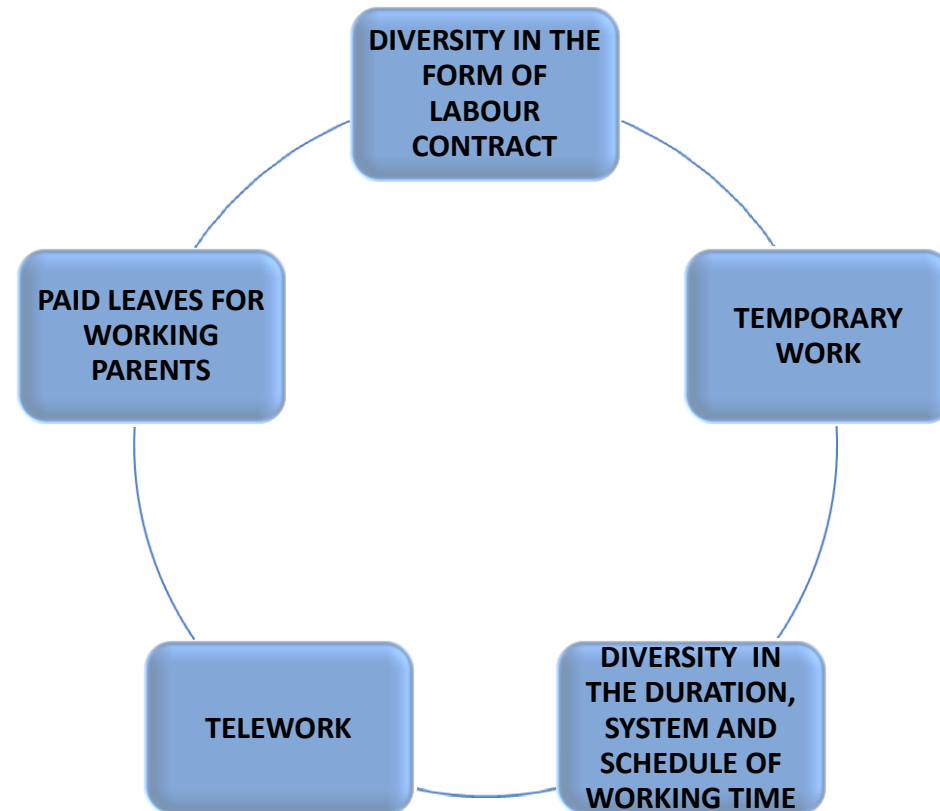 DIVERSITY IN THE
FORM OF
LABOUR
CONTRACT
PAID LEAVES FOR
WORKING
PARENTS
TEMPORARY
WORK
TELEWORK
DIVERSITY IN
THE DURATION,
SYSTEM AND
SCHEDULE OF
WORKING TIME